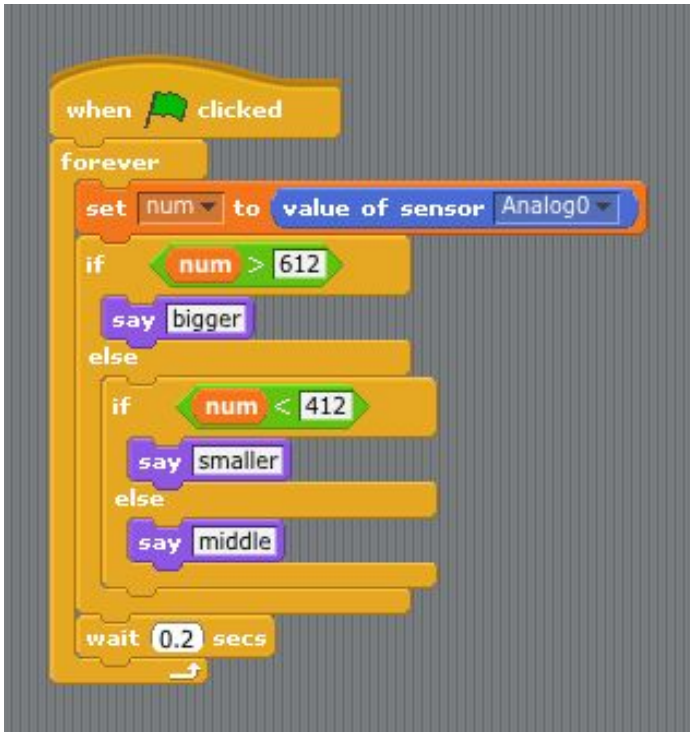 when clicked
forever
set num to value of sensor Analog0
if num > 612
say bigger
else
if num < 412
say smaller
else
say middle
wait 0.2 secs